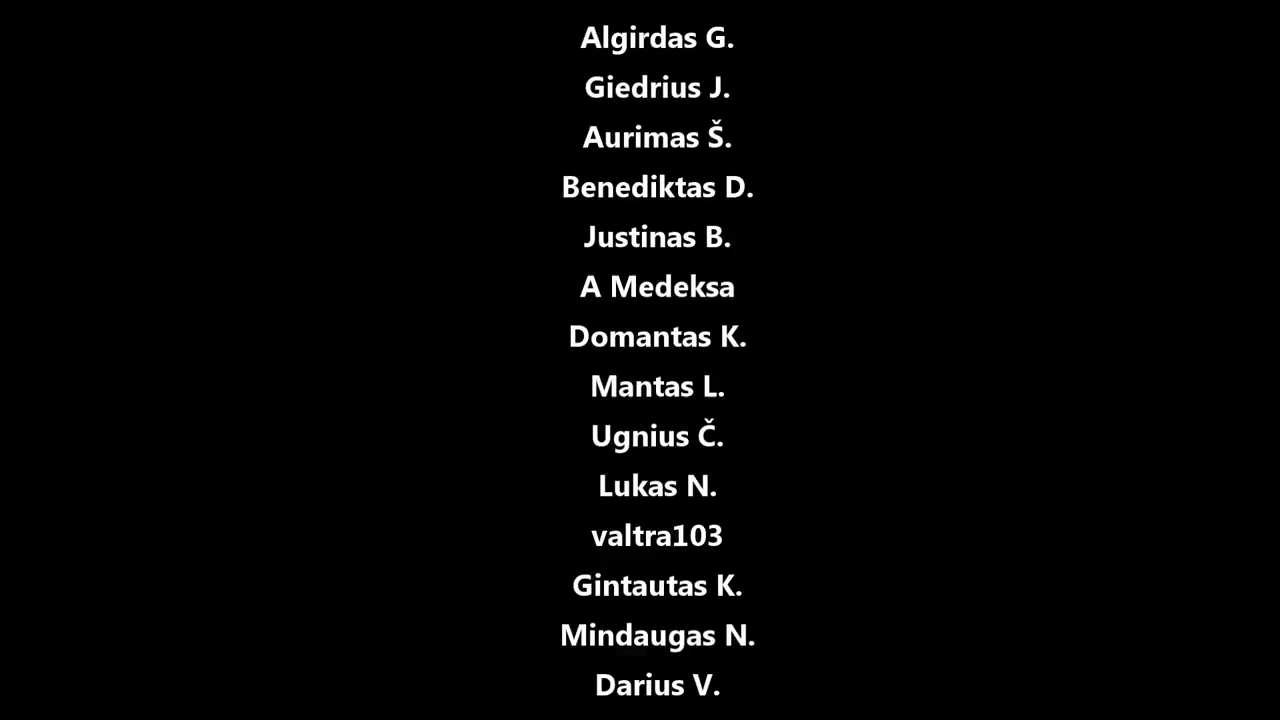 Algirdas G.
Giedrius J.
Aurimas Š.
Benediktas D.
Justinas B.
A Medeksa
Domantas K.
Mantas L.
Ugnius Č.
Lukas N.
valtra103
Gintautas K.
Mindaugas N.
Darius V.